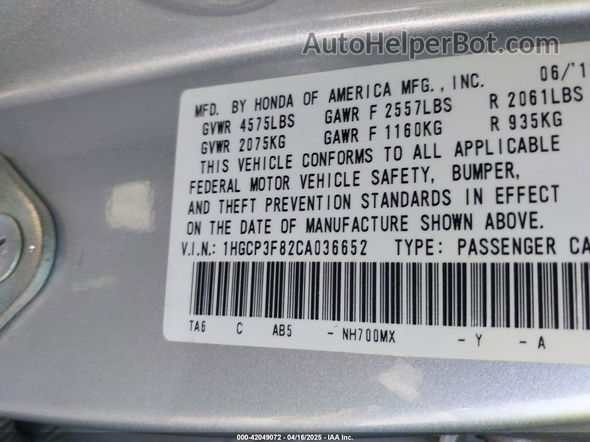 AutoHelperBot.com
MFD. BY HONDA OF AMERICA MFG., INC. 06/'1
GVWR 4575LBS GAWR F 2557LBS R 2061LBS
GVWR 2075KG GAWR F 1160KG R 935KG
THIS VEHICLE CONFORMS TO ALL APPLICABLE
FEDERAL MOTOR VEHICLE SAFETY, BUMPER,
AND THEFT PREVENTION STANDARDS IN EFFECT
ON THE DATE OF MANUFACTURE SHOWN ABOVE.
V.I.N.: 1HGCP3F82CA036652 TYPE: PASSENGER CA
TA6 C AB5 - NH700MX - Y - A
000-42049072 - 04/16/2025 - IAA Inc.